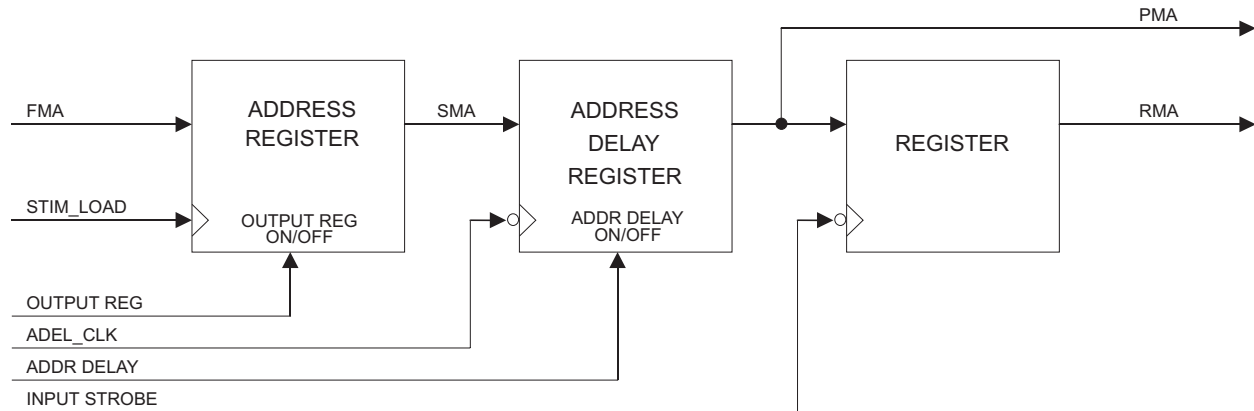 PMA
FMA
ADDRESS
REGISTER
SMA
ADDRESS
DELAY
REGISTER
REGISTER
RMA
STIM_LOAD
OUTPUT REG
ON/OFF
ADDR DELAY
ON/OFF
OUTPUT REG
ADEL_CLK
ADDR DELAY
INPUT STROBE